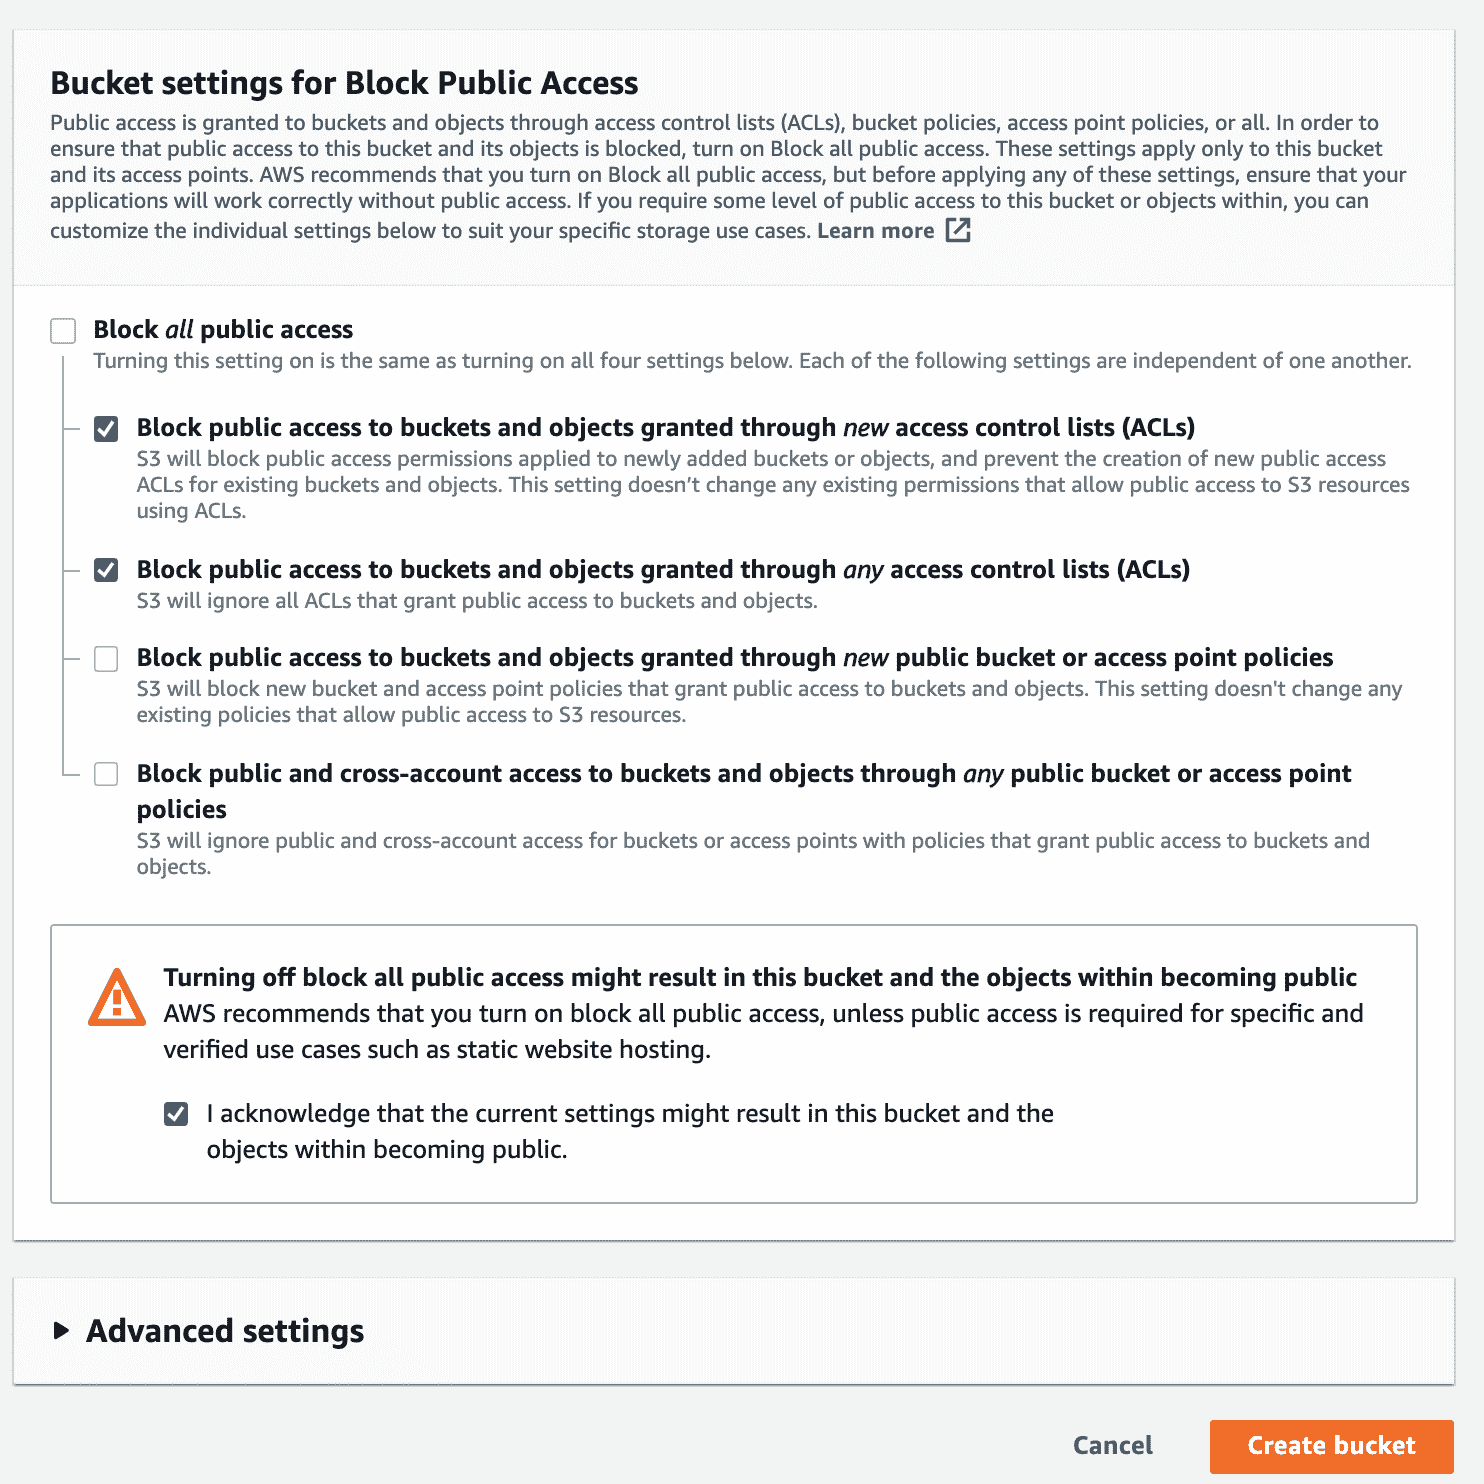 Bucket settings for Block Public Access
Public access is granted to buckets and objects through access control lists (ACLs), bucket policies, access point policies, or all. In order to
ensure that public access to this bucket and its objects is blocked, turn on Block all public access. These settings apply only to this bucket
and its access points. AWS recommends that you turn on Block all public access, but before applying any of these settings, ensure that your
applications will work correctly without public access. If you require some level of public access to this bucket or objects within, you can
customize the individual settings below to suit your specific storage use cases. Learn more
Block all public access
Turning this setting on is the same as turning on all four settings below. Each of the following settings are independent of one another.
Block public access to buckets and objects granted through new access control lists (ACLs)
S3 will block public access permissions applied to newly added buckets or objects, and prevent the creation of new public access
ACLs for existing buckets and objects. This setting doesn’t change any existing permissions that allow public access to S3 resources
using ACLs.
Block public access to buckets and objects granted through any access control lists (ACLs)
S3 will ignore all ACLs that grant public access to buckets and objects.
Block public access to buckets and objects granted through new public bucket or access point policies
S3 will block new bucket and access point policies that grant public access to buckets and objects. This setting doesn't change any
existing policies that allow public access to S3 resources.
Block public and cross-account access to buckets and objects through any public bucket or access point
policies
S3 will ignore public and cross-account access for buckets or access points with policies that grant public access to buckets and
objects.
Turning off block all public access might result in this bucket and the objects within becoming public
AWS recommends that you turn on block all public access, unless public access is required for specific and
verified use cases such as static website hosting.
I acknowledge that the current settings might result in this bucket and the
objects within becoming public.
Advanced settings
Cancel
Create bucket